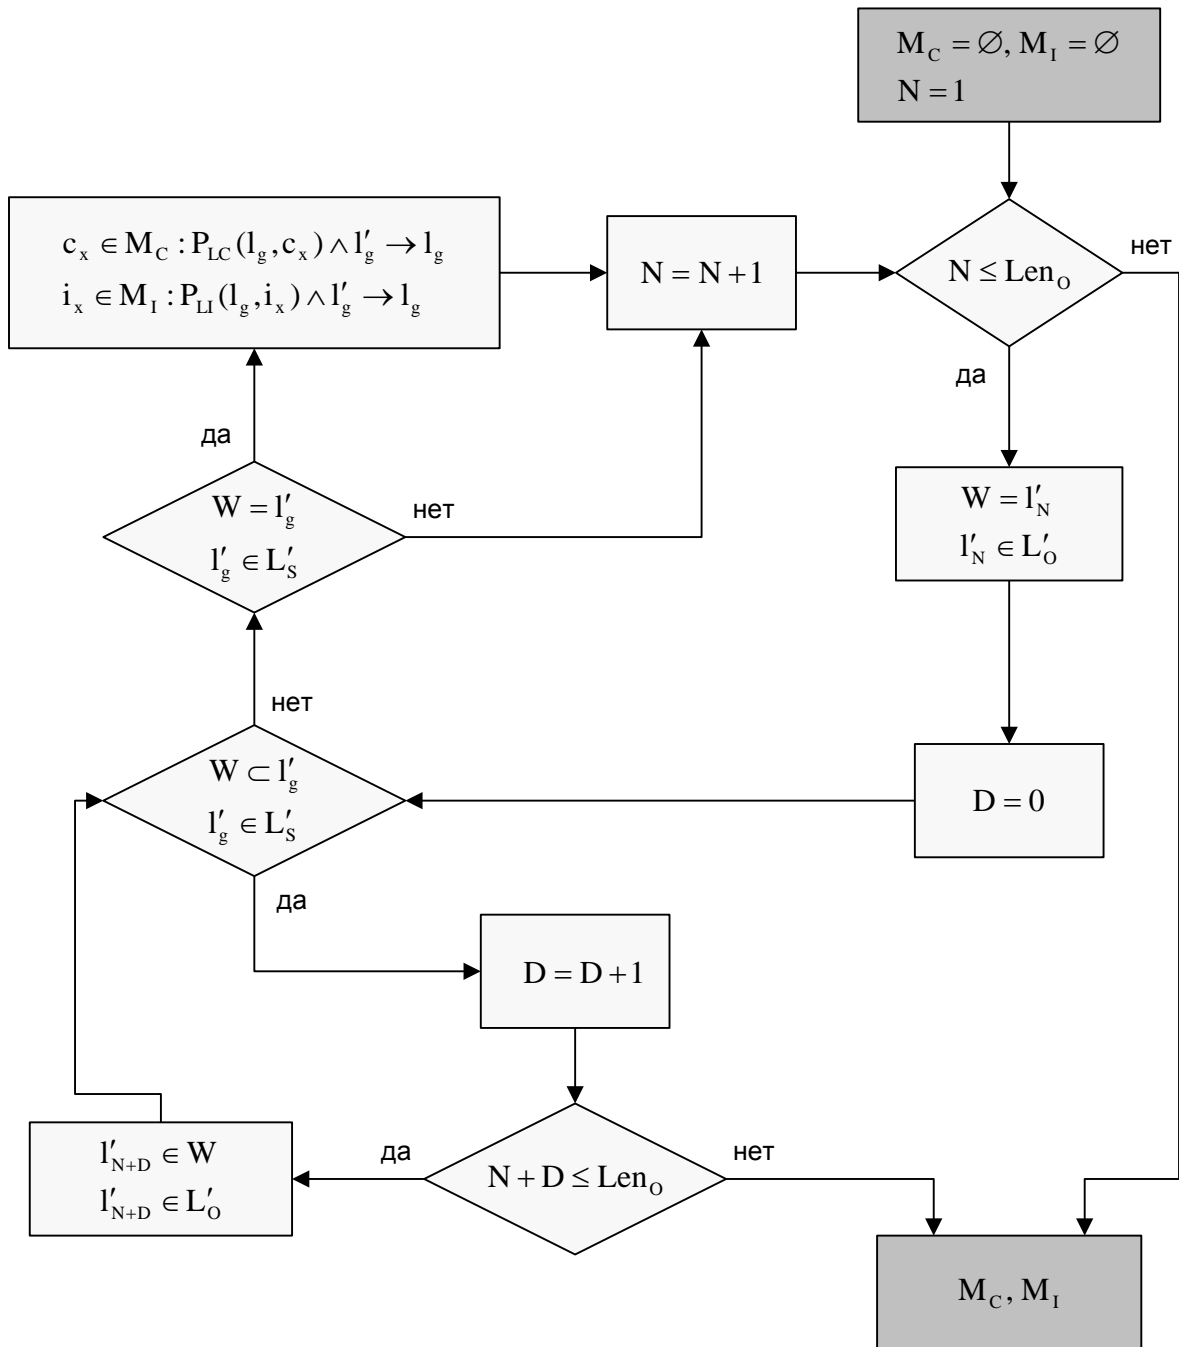 M_C = ∅, M_I = ∅
N = 1
c_x ∈ M_C : P_LC(l_g, c_x) ∧ l′_g → l_g
i_x ∈ M_I : P_LI(l_g, i_x) ∧ l′_g → l_g
N = N + 1
N ≤ Len_O
нет
да
да
W = l′_g
l′_g ∈ L′_S
нет
W = l′_N
l′_N ∈ L′_O
нет
W ⊂ l′_g
l′_g ∈ L′_S
D = 0
да
D = D + 1
l′_{N+D} ∈ W
l′_{N+D} ∈ L′_O
да
N + D ≤ Len_O
нет
M_C, M_I